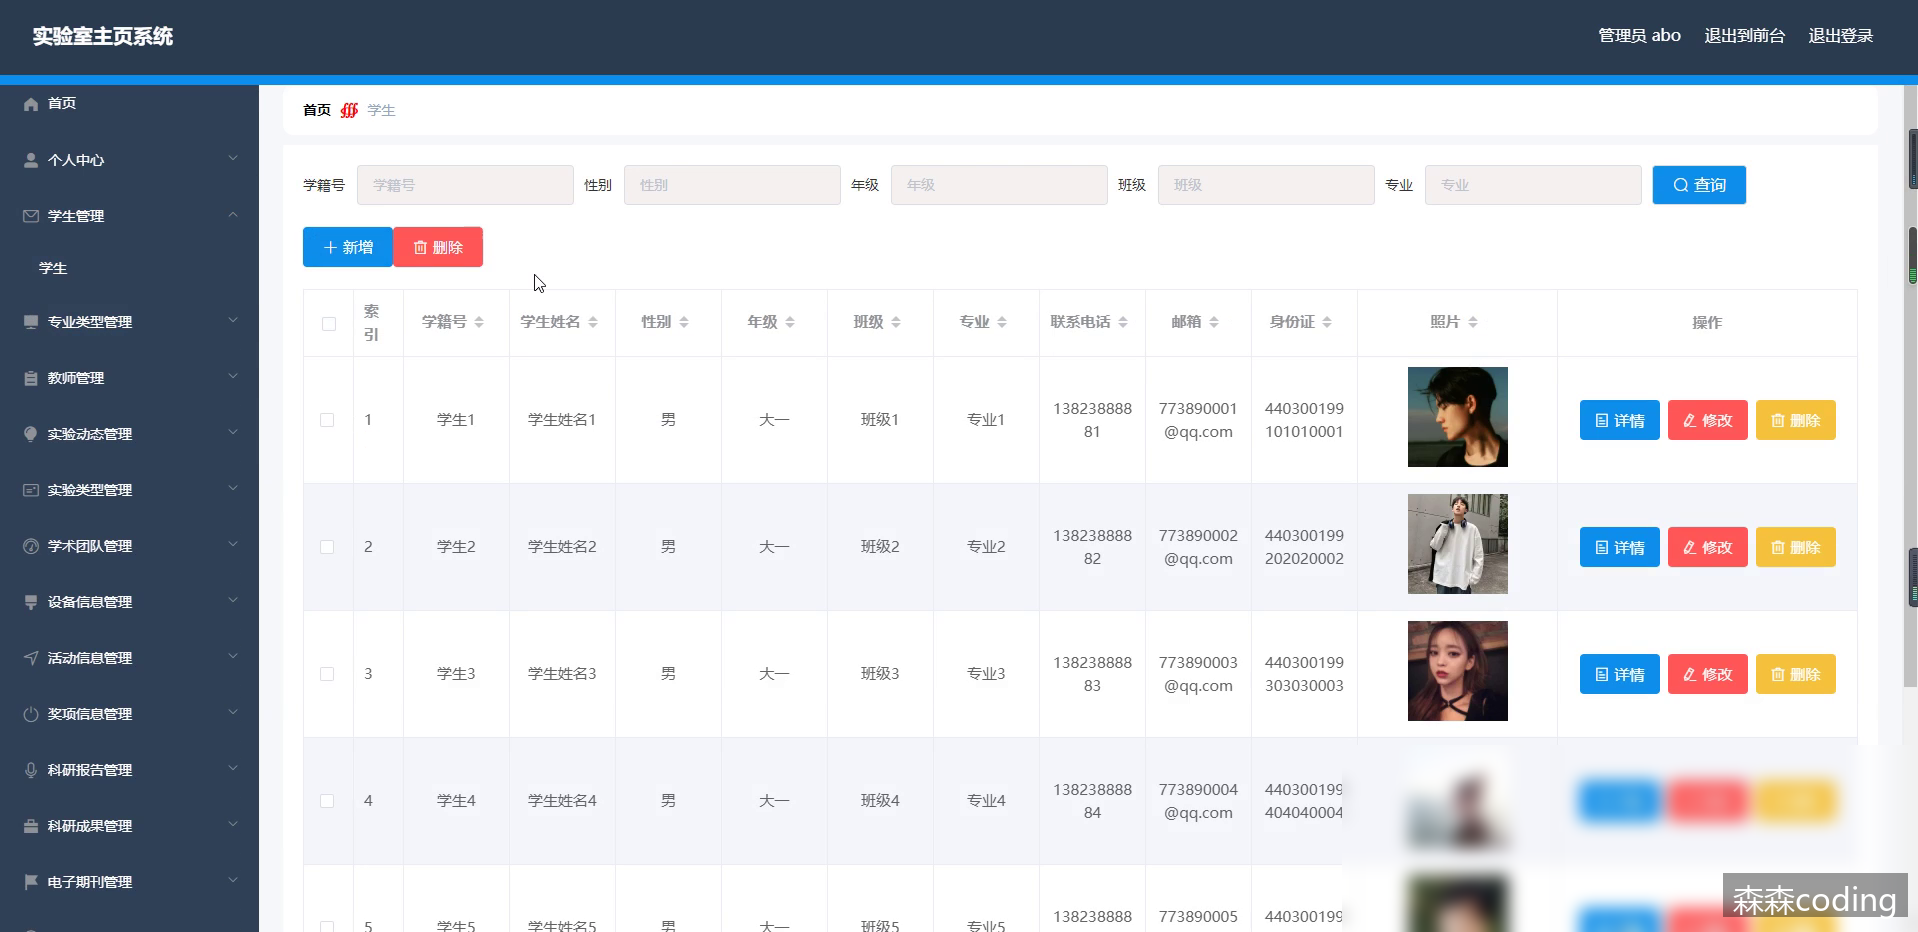 实验室主页系统
管理员 abo 退出到前台 退出登录
首页
个人中心
学生管理
学生
专业类型管理
教师管理
实验动态管理
实验类型管理
学术团队管理
设备信息管理
活动信息管理
奖项信息管理
科研报告管理
科研成果管理
电子期刊管理
首页 学生
学籍号 学籍号 性别 性别 年级 年级 班级 班级 专业 专业 查询
新增 删除
索引 学籍号 学生姓名 性别 年级 班级 专业 联系电话 邮箱 身份证 照片 操作
1 学生1 学生姓名1 男 大一 班级1 专业1 13823888881 773890001@qq.com 440300199101010001 详情 修改 删除
2 学生2 学生姓名2 男 大一 班级2 专业2 13823888882 773890002@qq.com 440300199202020002 详情 修改 删除
3 学生3 学生姓名3 男 大一 班级3 专业3 13823888883 773890003@qq.com 440300199303030003 详情 修改 删除
4 学生4 学生姓名4 男 大一 班级4 专业4 13823888884 773890004@qq.com 440300199404040004
5 学生5 学生姓名5 男 大一 班级5 专业5 138238888 773890005 440300199
森森coding